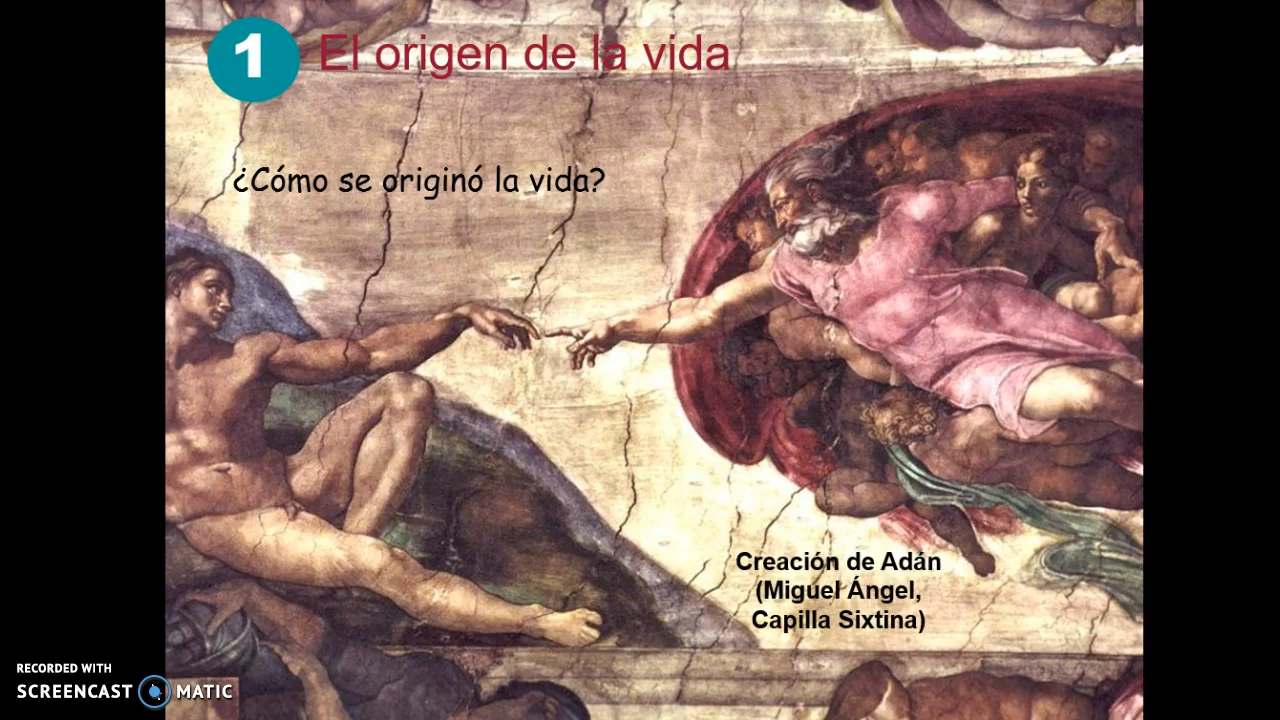 1 El origen de la vida
¿Cómo se originó la vida?
Creación de Adán
(Miguel Ángel,
Capilla Sixtina)
RECORDED WITH
SCREENCAST MATIC